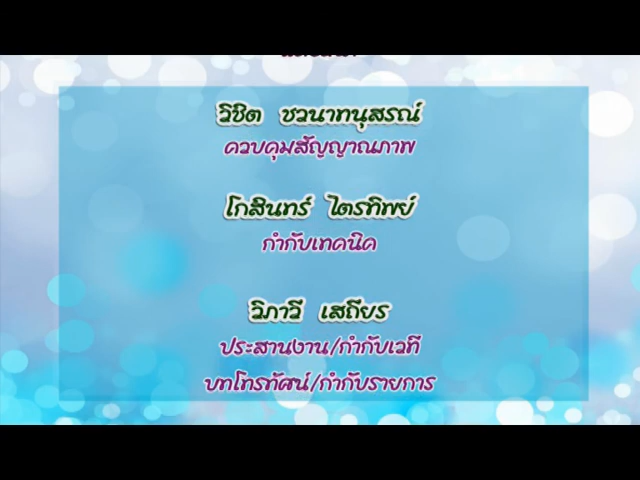 วิชิต ชวนาทนุสรณ์
ควบคุมสัญญาณภาพ
โกสินทร์ ไตรทิพย์
กำกับเทคนิค
วิภาวี เสถียร
ประสานงาน/กำกับเวที
บทโทรทัศน์/กำกับรายการ